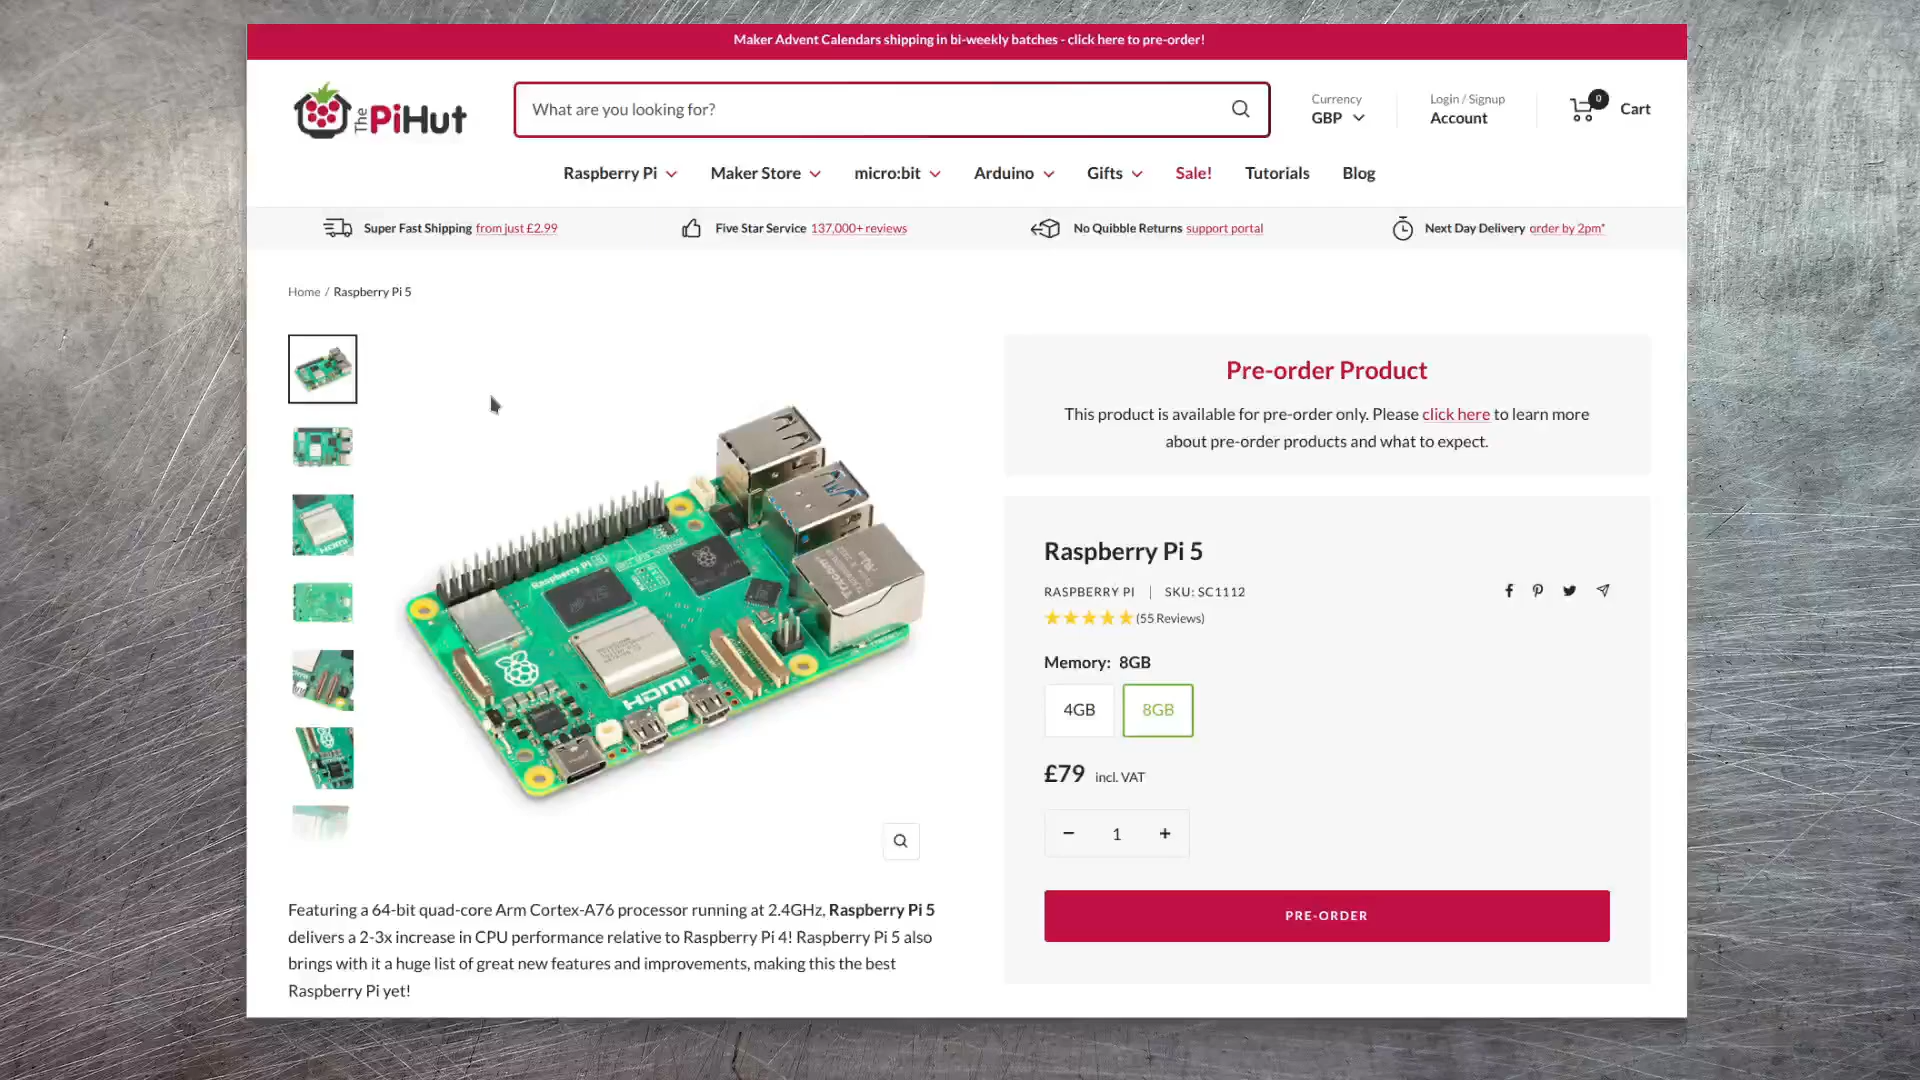 Maker Advent Calendars shipping in bi-weekly batches - click here to pre-order!
The PiHut
What are you looking for?
Currency
GBP
Login / Signup
Account
0
Cart
Raspberry Pi
Maker Store
micro:bit
Arduino
Gifts
Sale!
Tutorials
Blog
Super Fast Shipping from just £2.99
Five Star Service 137,000+ reviews
No Quibble Returns support portal
Next Day Delivery order by 2pm*
Home / Raspberry Pi 5
Pre-order Product
This product is available for pre-order only. Please click here to learn more
about pre-order products and what to expect.
Raspberry Pi 5
HDMI
HDMI
Raspberry Pi 5
RASPBERRY PI | SKU: SC1112
(55 Reviews)
Memory: 8GB
4GB
8GB
£79 incl. VAT
− 1 +
PRE-ORDER
Featuring a 64-bit quad-core Arm Cortex-A76 processor running at 2.4GHz, Raspberry Pi 5
delivers a 2-3x increase in CPU performance relative to Raspberry Pi 4! Raspberry Pi 5 also
brings with it a huge list of great new features and improvements, making this the best
Raspberry Pi yet!